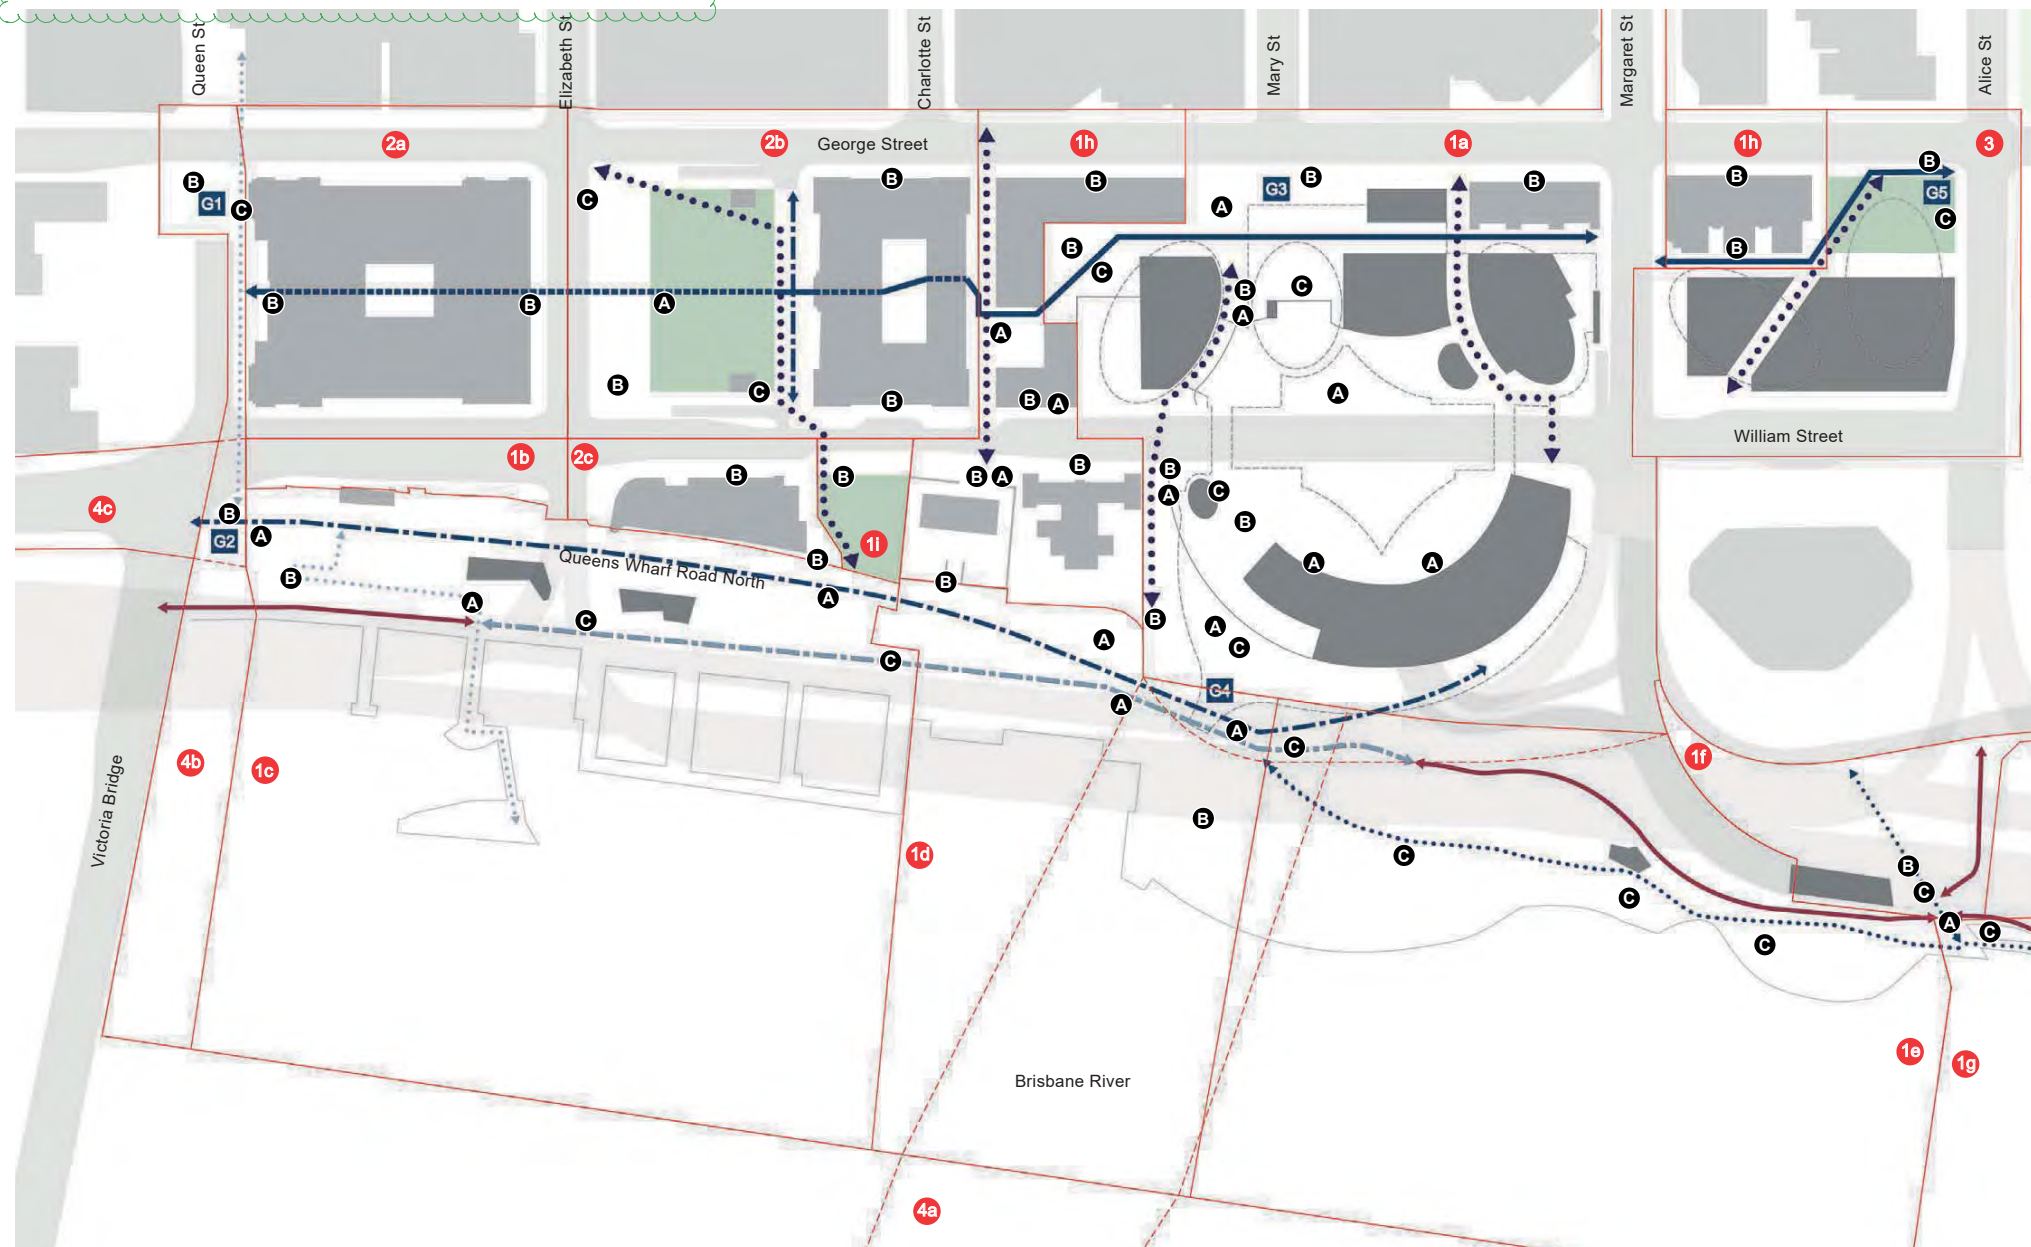 Queen St
Elizabeth St
Charlotte St
Mary St
Margaret St
Alice St
2a
2b
George Street
1h
1a
1h
3
B
G1
C
C
B
B
A
G3
B
B
B
B
G5
C
B
C
B
B
B
A
B
A
C
B
A
B
C
B
B
A
A
William Street
1b
2c
B
B
B
A
B
B
A
C
B
4c
B
G2
A
1i
B
B
A
A
Queens Wharf Road North
B
A
A
C
B
A
C
A
C
G4
A
A
C
4b
1c
1f
Victoria Bridge
B
1d
C
C
B
C
A
C
C
Brisbane River
1e
1g
4a